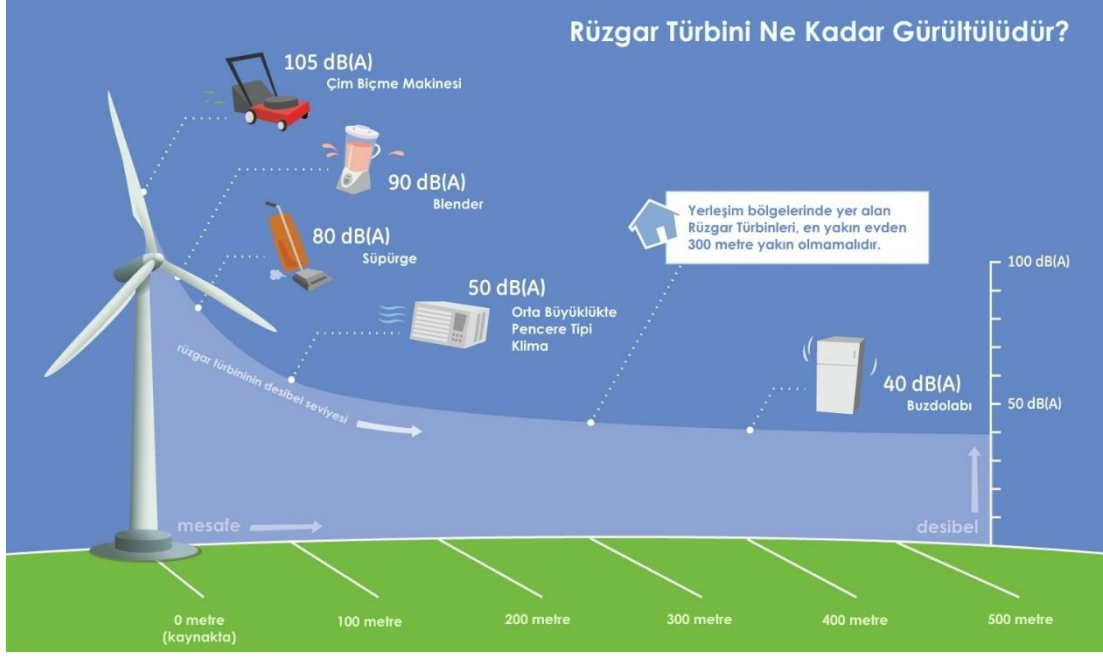 Rüzgar Türbini Ne Kadar Gürültülüdür?
105 dB(A)
Çim Biçme Makinesi
90 dB(A)
Blender
80 dB(A)
Süpürge
50 dB(A)
Orta Büyüklükte
Pencere Tipi
Klima
Yerleşim bölgelerinde yer alan
Rüzgar Türbinleri, en yakın evden
300 metre yakın olmamalıdır.
100 dB(A)
40 dB(A)
Buzdolabı
50 dB(A)
rüzgar türbininin desibel seviyesi
mesafe
desibel
0 metre
(kaynakta)
100 metre
200 metre
300 metre
400 metre
500 metre